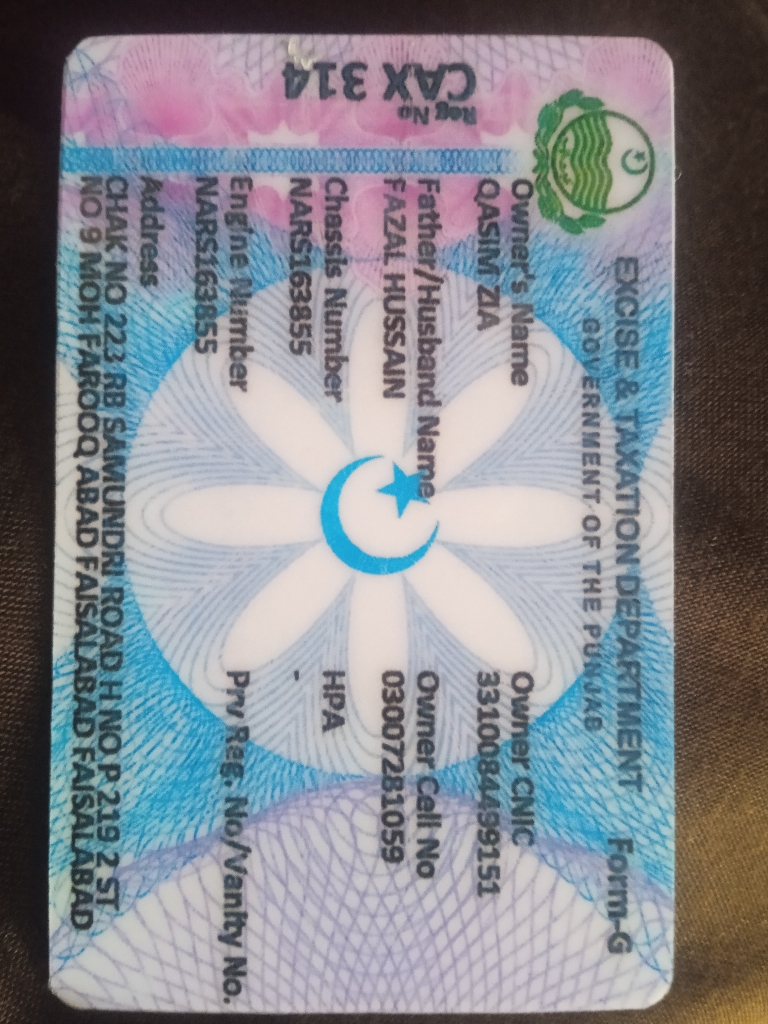 EXCISE & TAXATION DEPARTMENT Form-G
GOVERNMENT OF THE PUNJAB
Reg No
CAX 314
Owner's Name Owner CNIC
QASIM ZIA 3310084499151
Father/Husband Name Owner Cell No
FAZAL HUSSAIN 03007281059
Chassis Number HPA
NARS163855 -
Engine Number Prv Reg. No/Vanity No.
NARS163855
Address
CHAK NO 223 RB SAMUNDRI ROAD H NO P 219 2 ST
NO 9 MOH FAROOQ ABAD FAISALABAD FAISALABAD